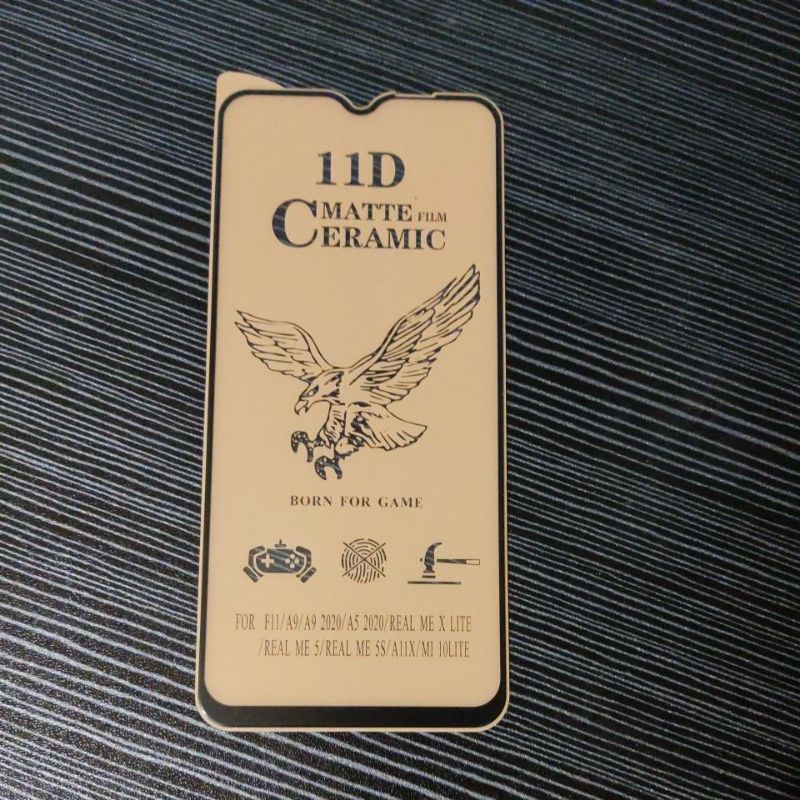 11D
CERAMIC MATTE FILM
BORN FOR GAME
FOR F11/A9/A9 2020/A5 2020/REAL ME X LITE
/REAL ME 5/REAL ME 5S/A11X/MI 10LITE